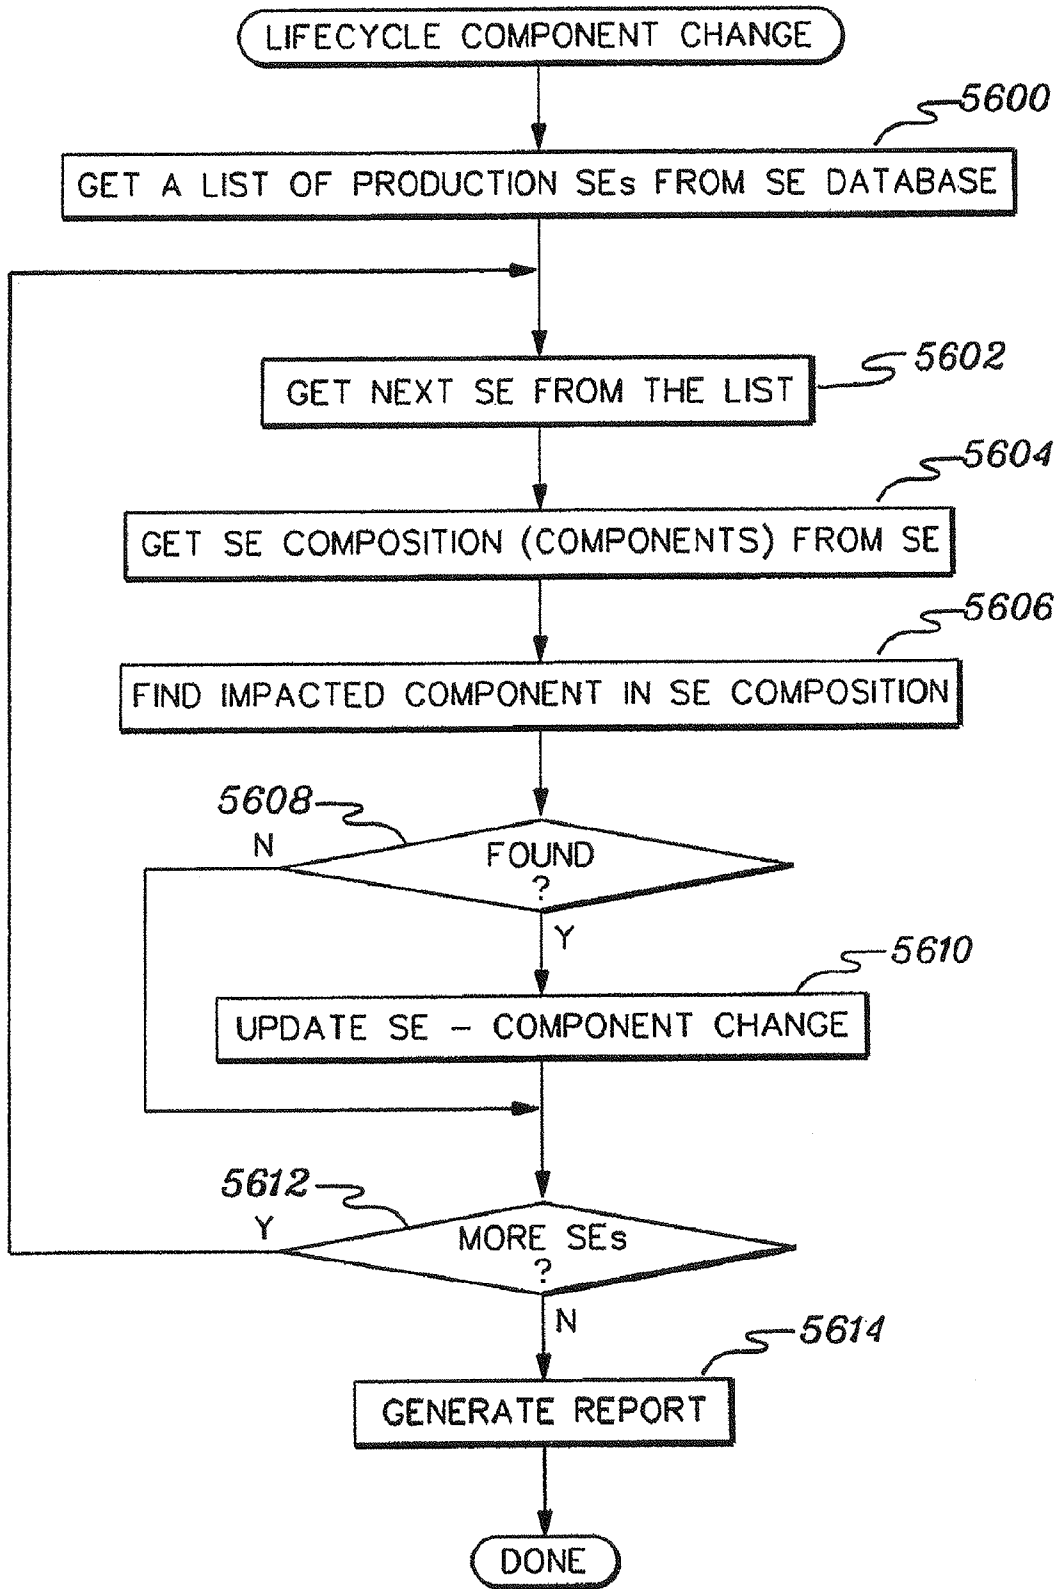 LIFECYCLE COMPONENT CHANGE
5600
GET A LIST OF PRODUCTION SEs FROM SE DATABASE
5602
GET NEXT SE FROM THE LIST
5604
GET SE COMPOSITION (COMPONENTS) FROM SE
5606
FIND IMPACTED COMPONENT IN SE COMPOSITION
5608
N
FOUND
?
Y
5610
UPDATE SE – COMPONENT CHANGE
5612
Y
MORE SEs
?
N
5614
GENERATE REPORT
DONE